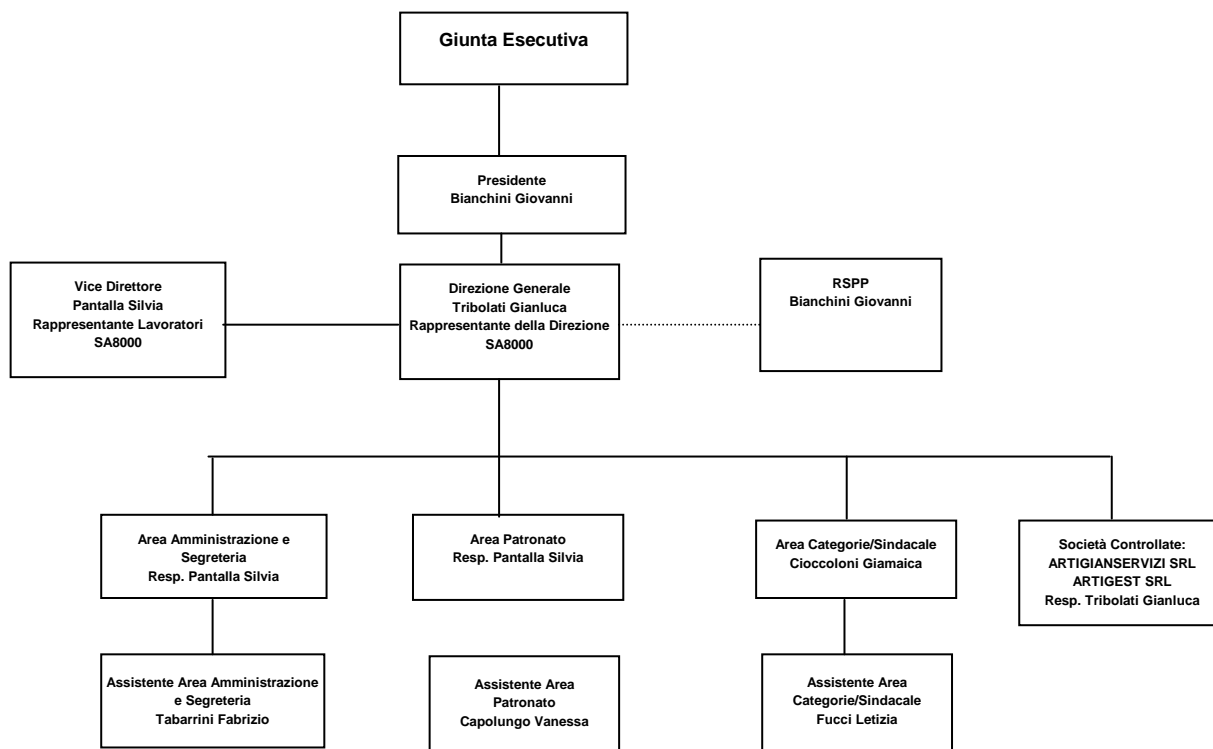 Giunta Esecutiva
Presidente
Bianchini Giovanni
Vice Direttore
Pantalla Silvia
Rappresentante Lavoratori
SA8000
Direzione Generale
Tribolati Gianluca
Rappresentante della Direzione
SA8000
RSPP
Bianchini Giovanni
Area Amministrazione e
Segreteria
Resp. Pantalla Silvia
Area Patronato
Resp. Pantalla Silvia
Area Categorie/Sindacale
Cioccoloni Giamaica
Società Controllate:
ARTIGIANSERVIZI SRL
ARTIGEST SRL
Resp. Tribolati Gianluca
Assistente Area Amministrazione
e Segreteria
Tabarrini Fabrizio
Assistente Area
Patronato
Capolungo Vanessa
Assistente Area
Categorie/Sindacale
Fucci Letizia